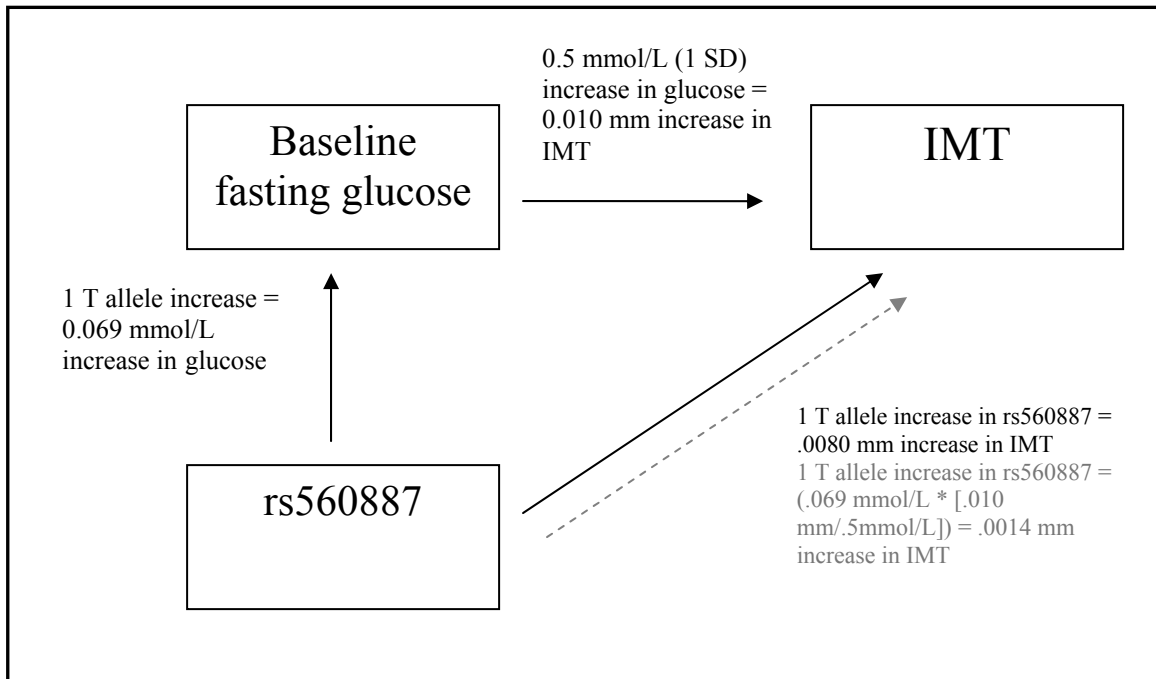 0.5 mmol/L (1 SD)
increase in glucose =
0.010 mm increase in
IMT
Baseline
fasting glucose
IMT
1 T allele increase =
0.069 mmol/L
increase in glucose
rs560887
1 T allele increase in rs560887 =
.0080 mm increase in IMT
1 T allele increase in rs560887 =
(.069 mmol/L * [.010
mm/.5mmol/L]) = .0014 mm
increase in IMT